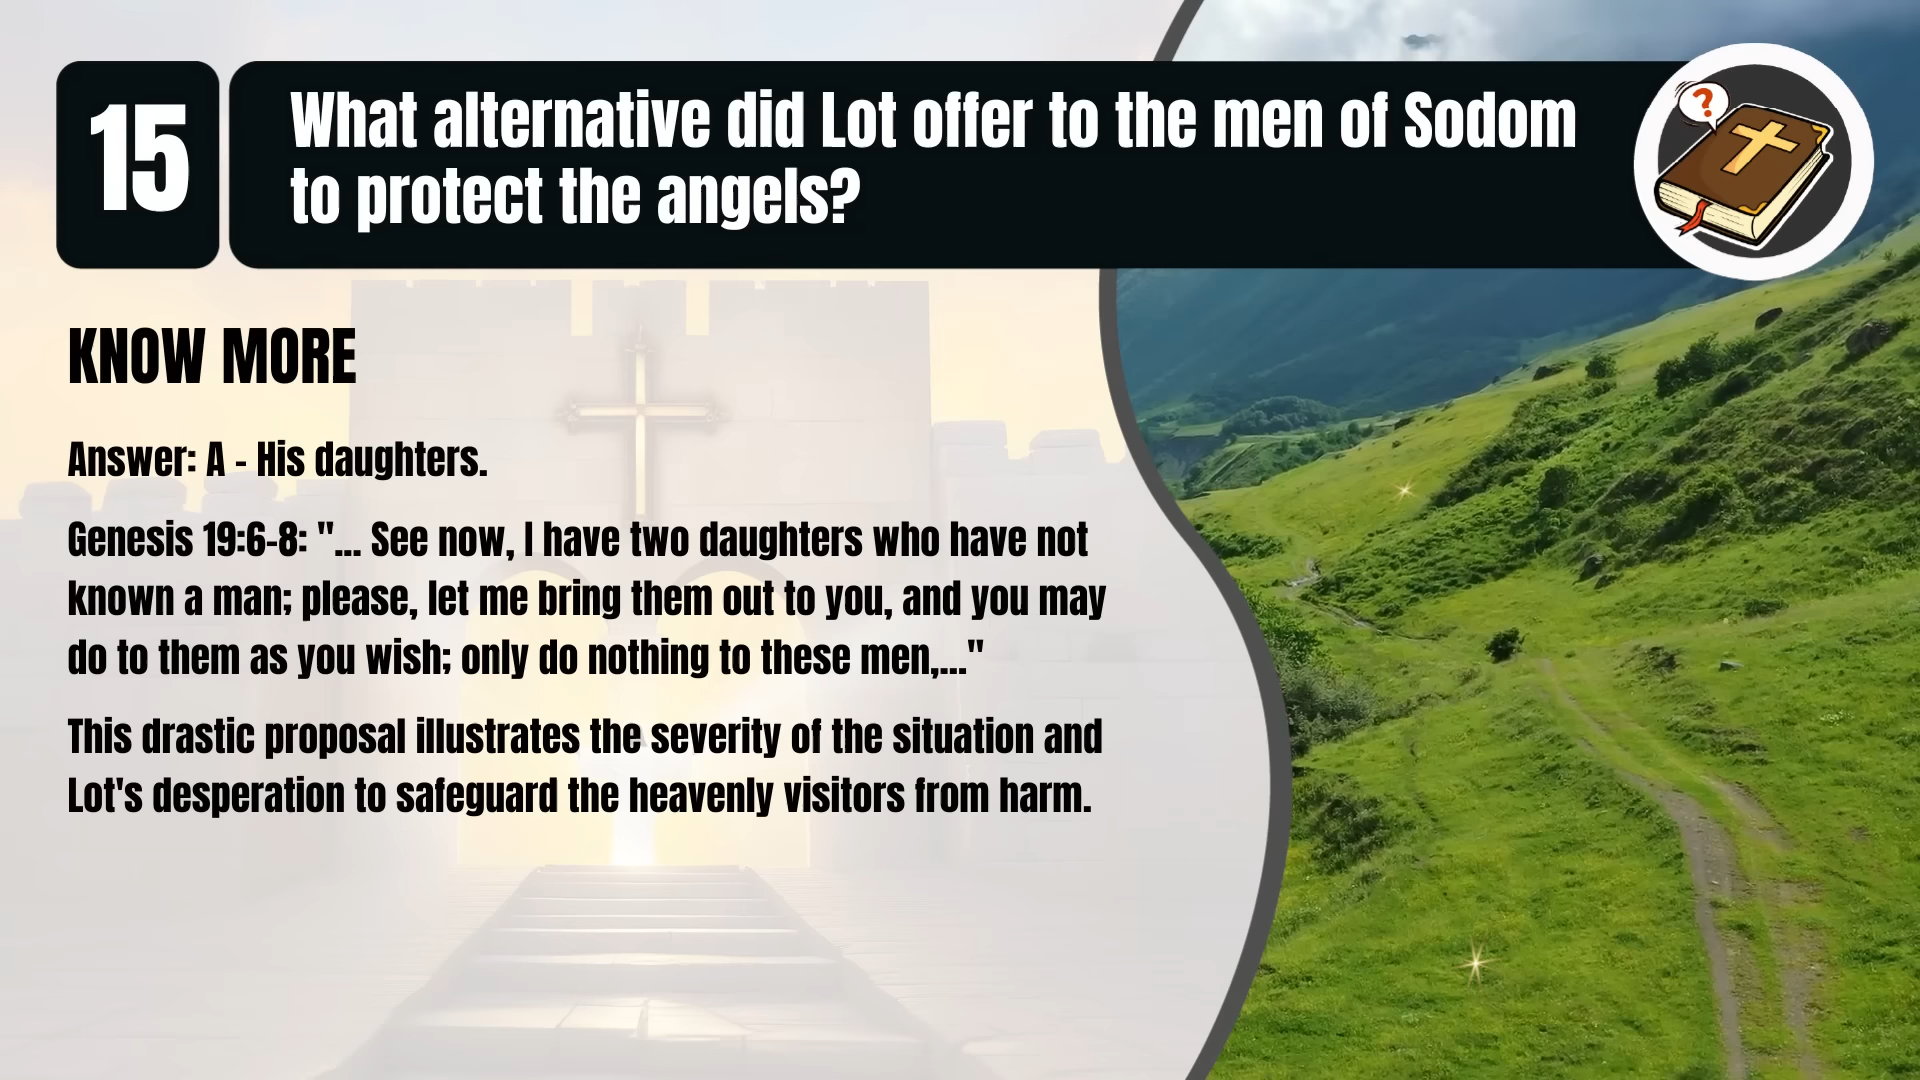 15
What alternative did Lot offer to the men of Sodom
to protect the angels?
?
KNOW MORE
Answer: A - His daughters.
Genesis 19:6-8: "... See now, I have two daughters who have not
known a man; please, let me bring them out to you, and you may
do to them as you wish; only do nothing to these men,..."
This drastic proposal illustrates the severity of the situation and
Lot's desperation to safeguard the heavenly visitors from harm.